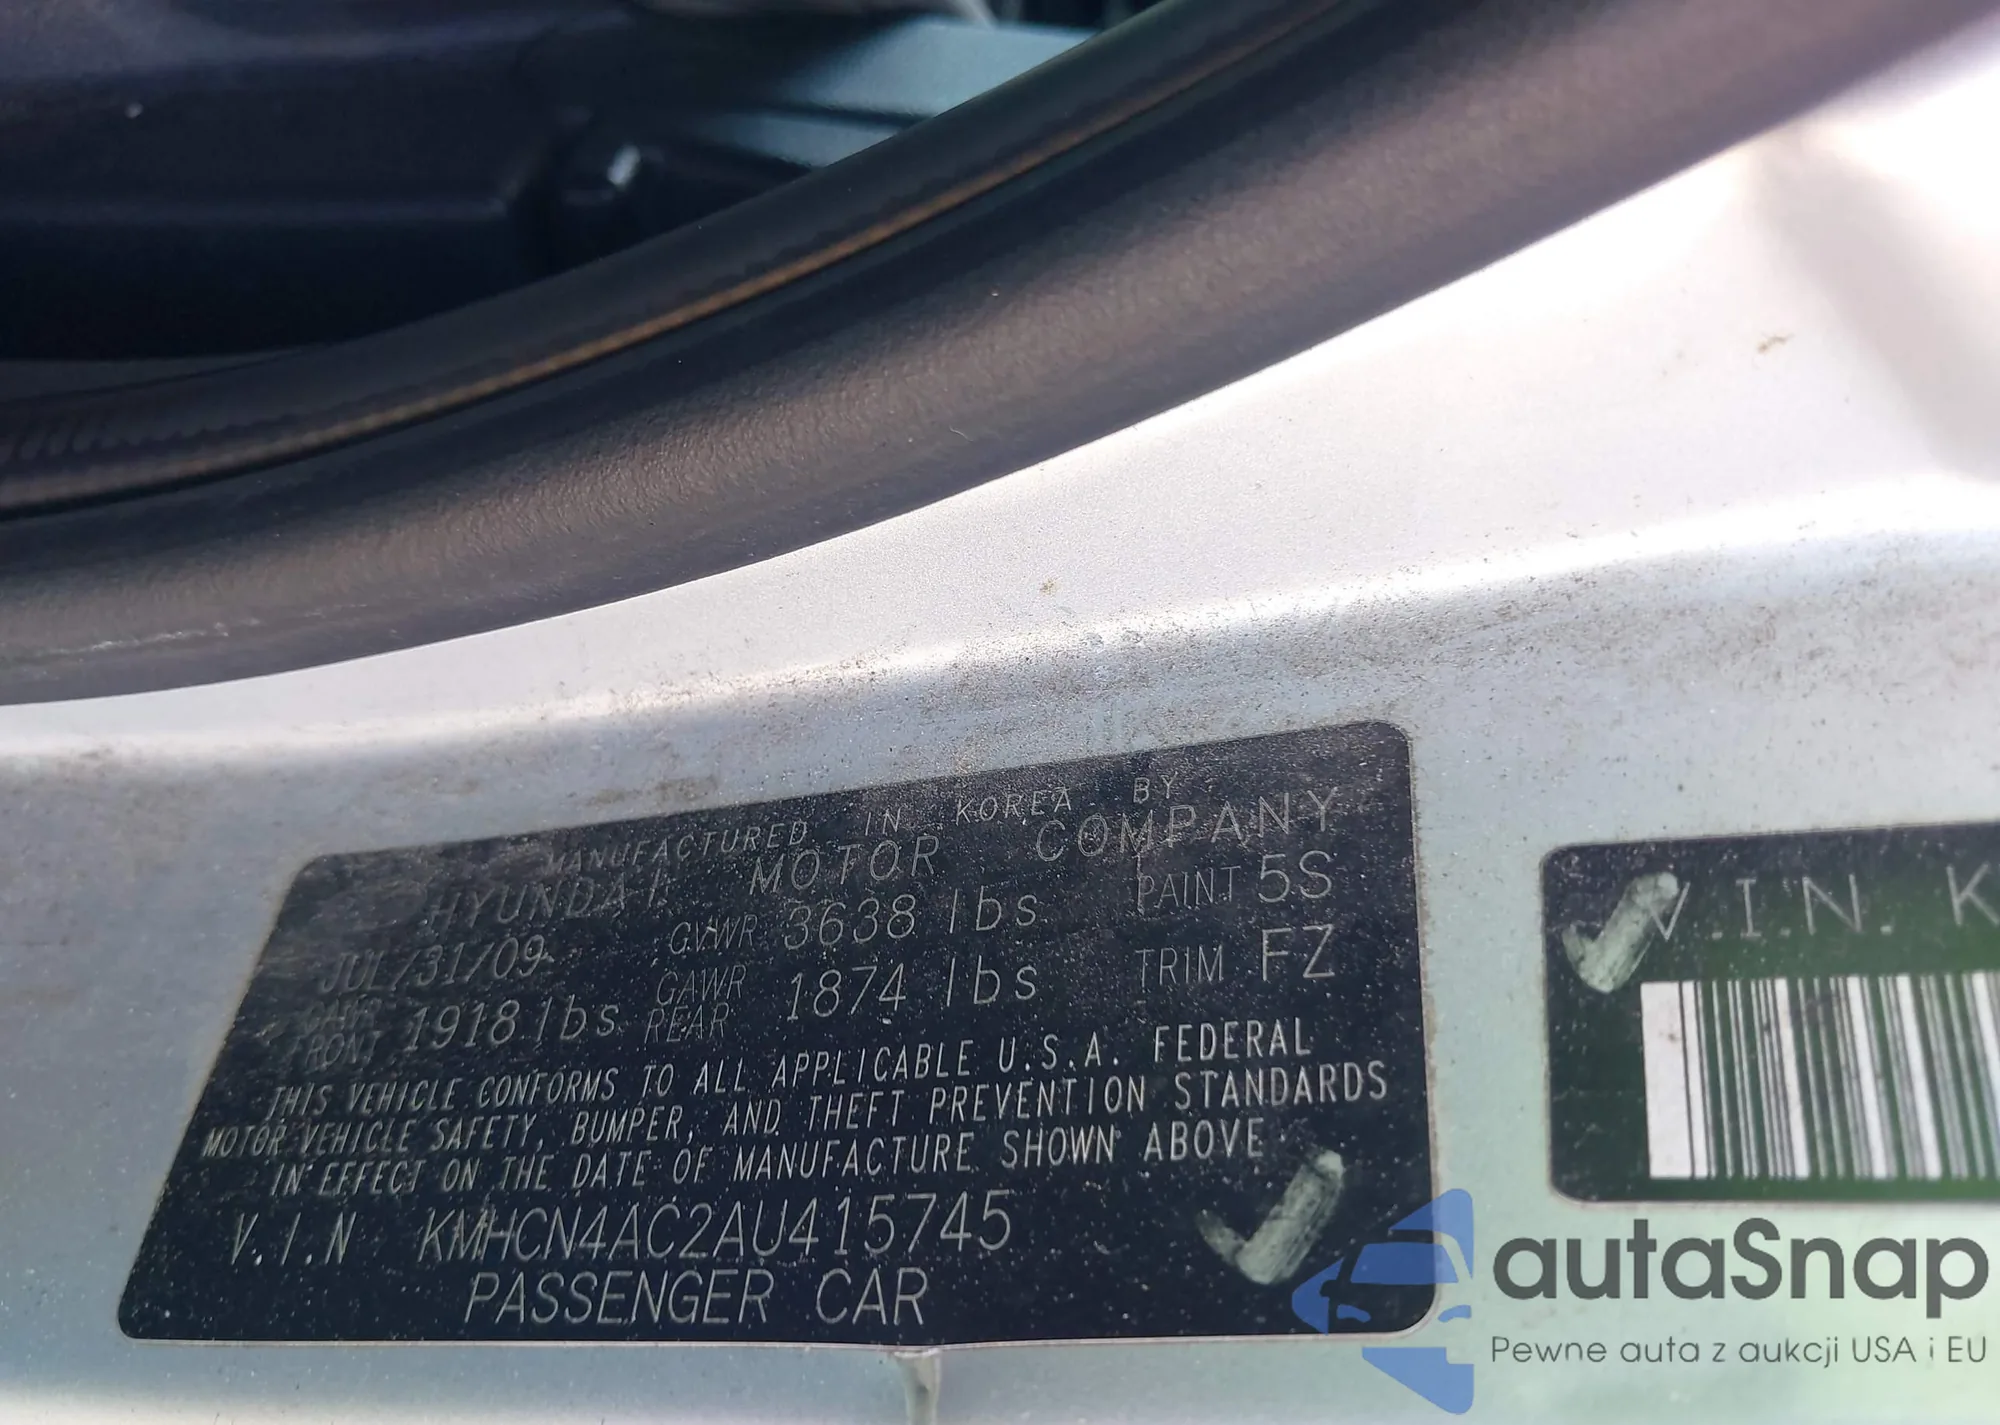 MANUFACTURED IN KOREA BY
HYUNDAI MOTOR COMPANY
JUL/31/09 GVWR 3638 lbs PAINT 5S
GAWR FRONT 1918 lbs GAWR REAR 1874 lbs TRIM FZ
THIS VEHICLE CONFORMS TO ALL APPLICABLE U.S.A. FEDERAL
MOTOR VEHICLE SAFETY, BUMPER, AND THEFT PREVENTION STANDARDS
IN EFFECT ON THE DATE OF MANUFACTURE SHOWN ABOVE
V.I.N KMHCN4AC2AU415745
PASSENGER CAR
V.I.N. K
autaSnap
Pewne auta z aukcji USA i EU